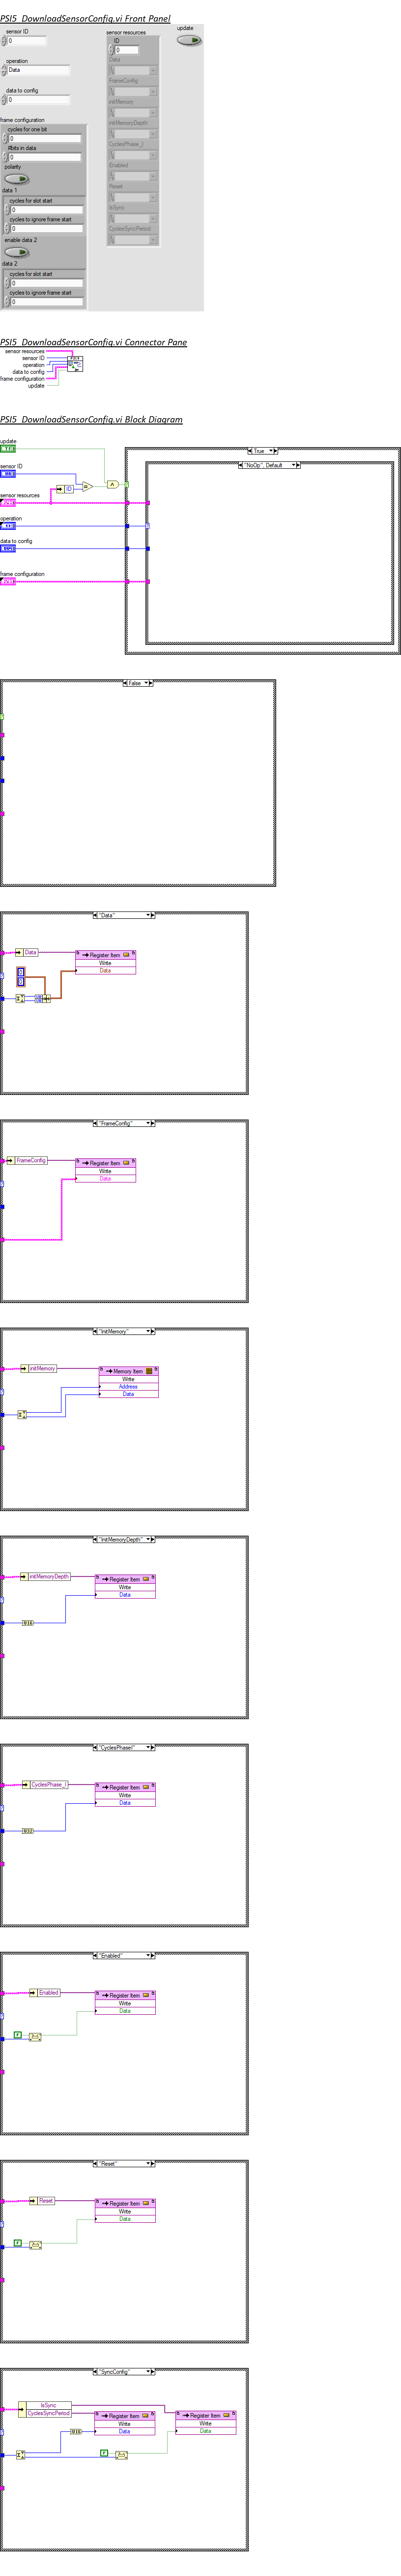 PSI5_DownloadSensorConfig.vi Front Panel
sensor ID
0
operation
Data
data to config
0
frame configuration
cycles for one bit
0
#bits in data
0
polarity
data 1
cycles for slot start
0
cycles to ignore frame start
0
enable data 2
data 2
cycles for slot start
0
cycles to ignore frame start
0
sensor resources
ID
0
Data
FrameConfig
initMemory
initMemoryDepth
CyclesPhase_I
Enabled
Reset
IsSync
CyclesSyncPeriod
update
PSI5_DownloadSensorConfig.vi Connector Pane
sensor resources
sensor ID
operation
data to config
frame configuration
update
PSI5_DownloadSensorConfig.vi Block Diagram
update
sensor ID
sensor resources
ID
operation
data to config
frame configuration
True
"NoOp", Default
False
"Data"
Data
Register Item
Write
Data
"FrameConfig"
FrameConfig
Register Item
Write
Data
"InitMemory"
initMemory
Memory Item
Write
Address
Data
"InitMemoryDepth"
initMemoryDepth
Register Item
Write
Data
U16
"CyclesPhaseI"
CyclesPhase_I
Register Item
Write
Data
U32
"Enabled"
Enabled
Register Item
Write
Data
F
"Reset"
Reset
Register Item
Write
Data
F
"SyncConfig"
IsSync
CyclesSyncPeriod
Register Item
Write
Data
Register Item
Write
Data
U16
F